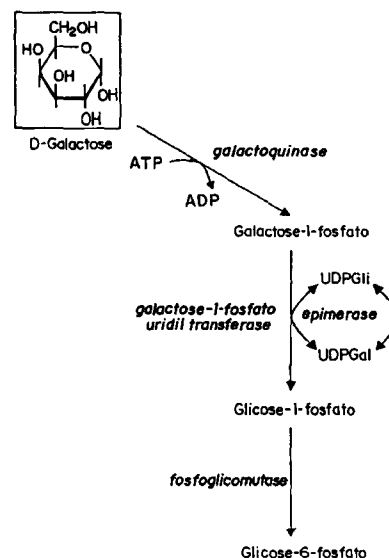 CH₂OH
HO
O
OH
OH
OH
D-Galactose
ATP
galactoquinase
ADP
Galactose-1-fosfato
UDPGli
galactose-1-fosfato
uridil transferase
epimerase
UDPGal
Glicose-1-fosfato
fosfoglicomutase
Glicose-6-fosfato